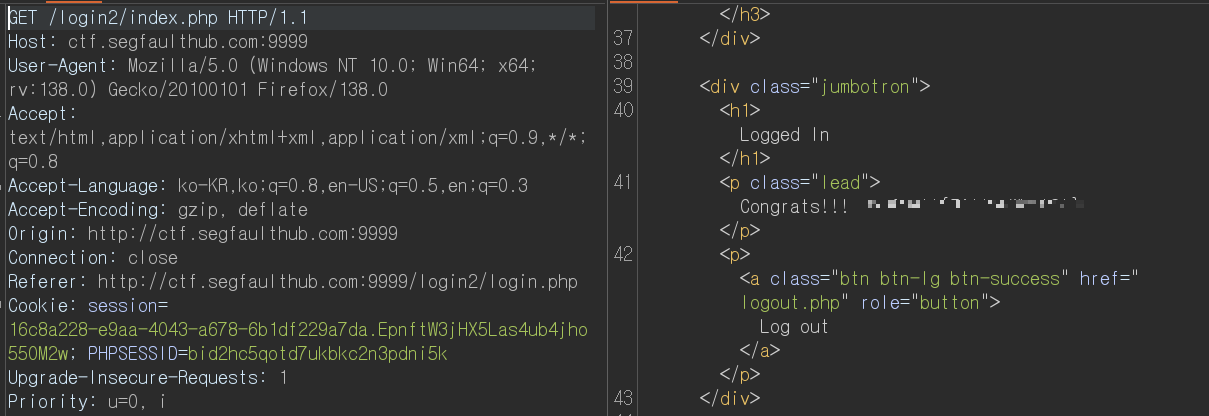 GET /login2/index.php HTTP/1.1
Host: ctf.segfaulthub.com:9999
User-Agent: Mozilla/5.0 (Windows NT 10.0; Win64; x64;
rv:138.0) Gecko/20100101 Firefox/138.0
Accept:
text/html,application/xhtml+xml,application/xml;q=0.9,*/*;
q=0.8
Accept-Language: ko-KR,ko;q=0.8,en-US;q=0.5,en;q=0.3
Accept-Encoding: gzip, deflate
Origin: http://ctf.segfaulthub.com:9999
Connection: close
Referer: http://ctf.segfaulthub.com:9999/login2/login.php
Cookie: session=
16c8a228-e9aa-4043-a678-6b1df229a7da.EpnftW3jHX5Las4ub4jho
550M2w; PHPSESSID=bid2hc5qotd7ukbkc2n3pdni5k
Upgrade-Insecure-Requests: 1
Priority: u=0, i
</h3>
37 </div>
38
39 <div class="jumbotron">
40 <h1>
Logged In
</h1>
41 <p class="lead">
Congrats!!!
</p>
42 <p>
<a class="btn btn-lg btn-success" href="
logout.php" role="button">
Log out
</a>
</p>
43 </div>